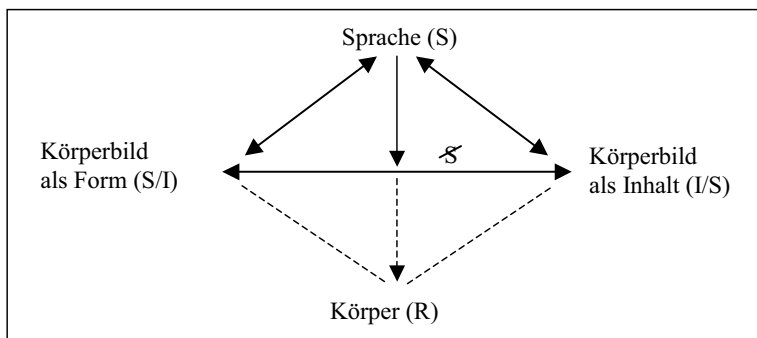 Sprache (S)
Körperbild
als Form (S/I)
$
Körperbild
als Inhalt (I/S)
Körper (R)